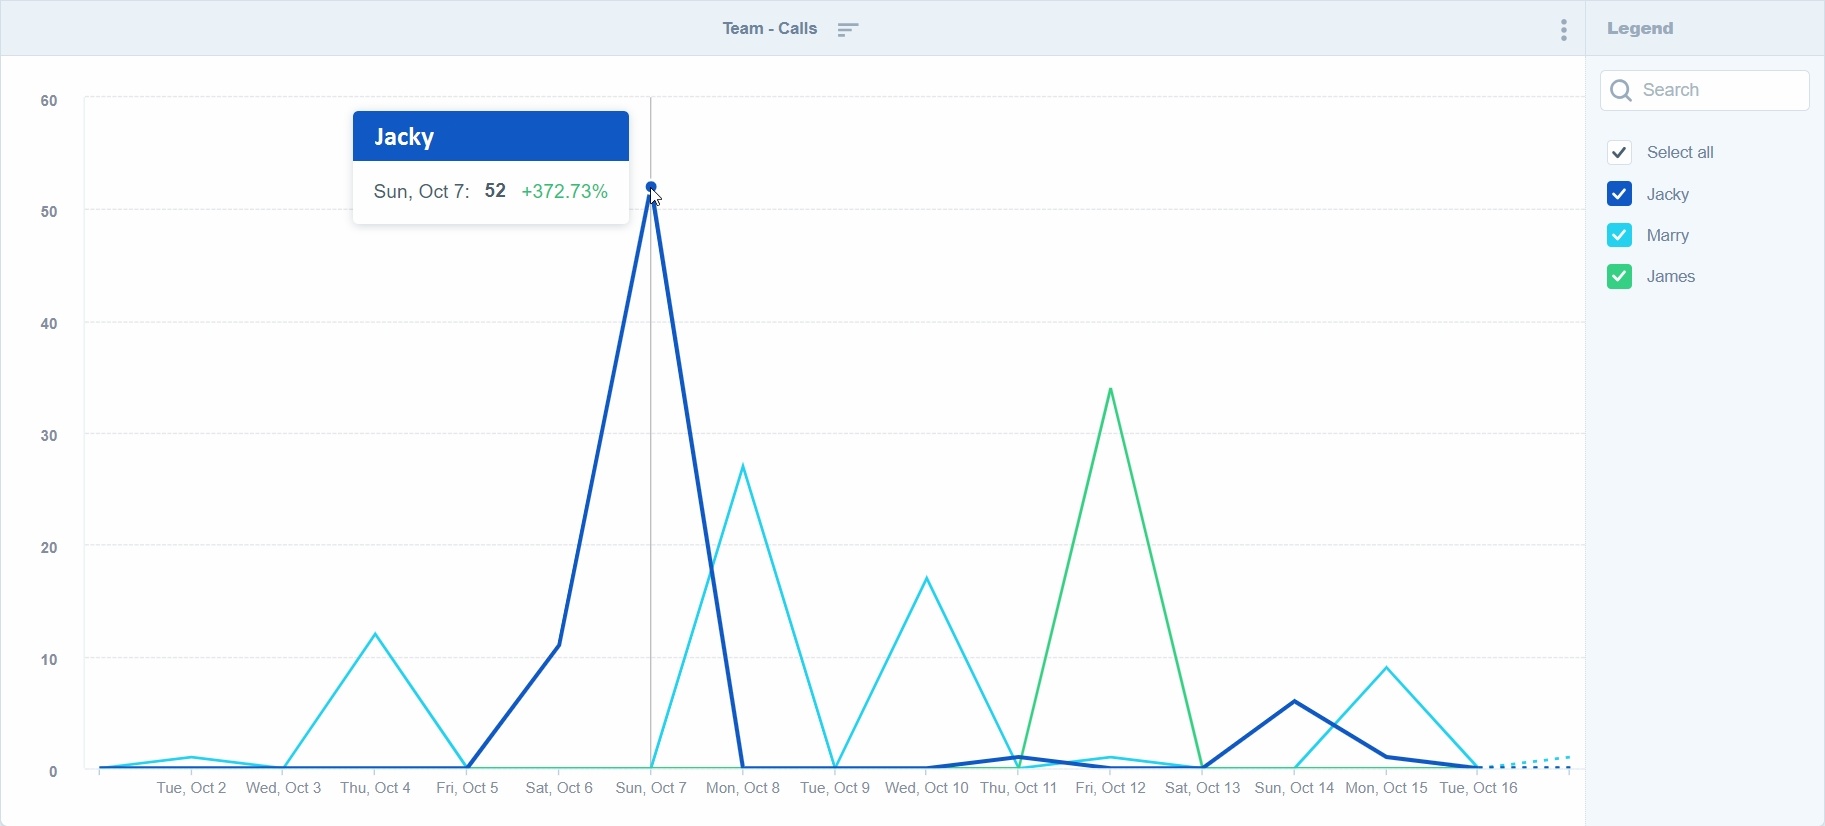 Team - Calls
Legend
Search
Select all
Jacky
Marry
James
60
50
40
30
20
10
0
Jacky
Sun, Oct 7: 52 +372.73%
Tue, Oct 2 Wed, Oct 3 Thu, Oct 4 Fri, Oct 5 Sat, Oct 6 Sun, Oct 7 Mon, Oct 8 Tue, Oct 9 Wed, Oct 10 Thu, Oct 11 Fri, Oct 12 Sat, Oct 13 Sun, Oct 14 Mon, Oct 15 Tue, Oct 16